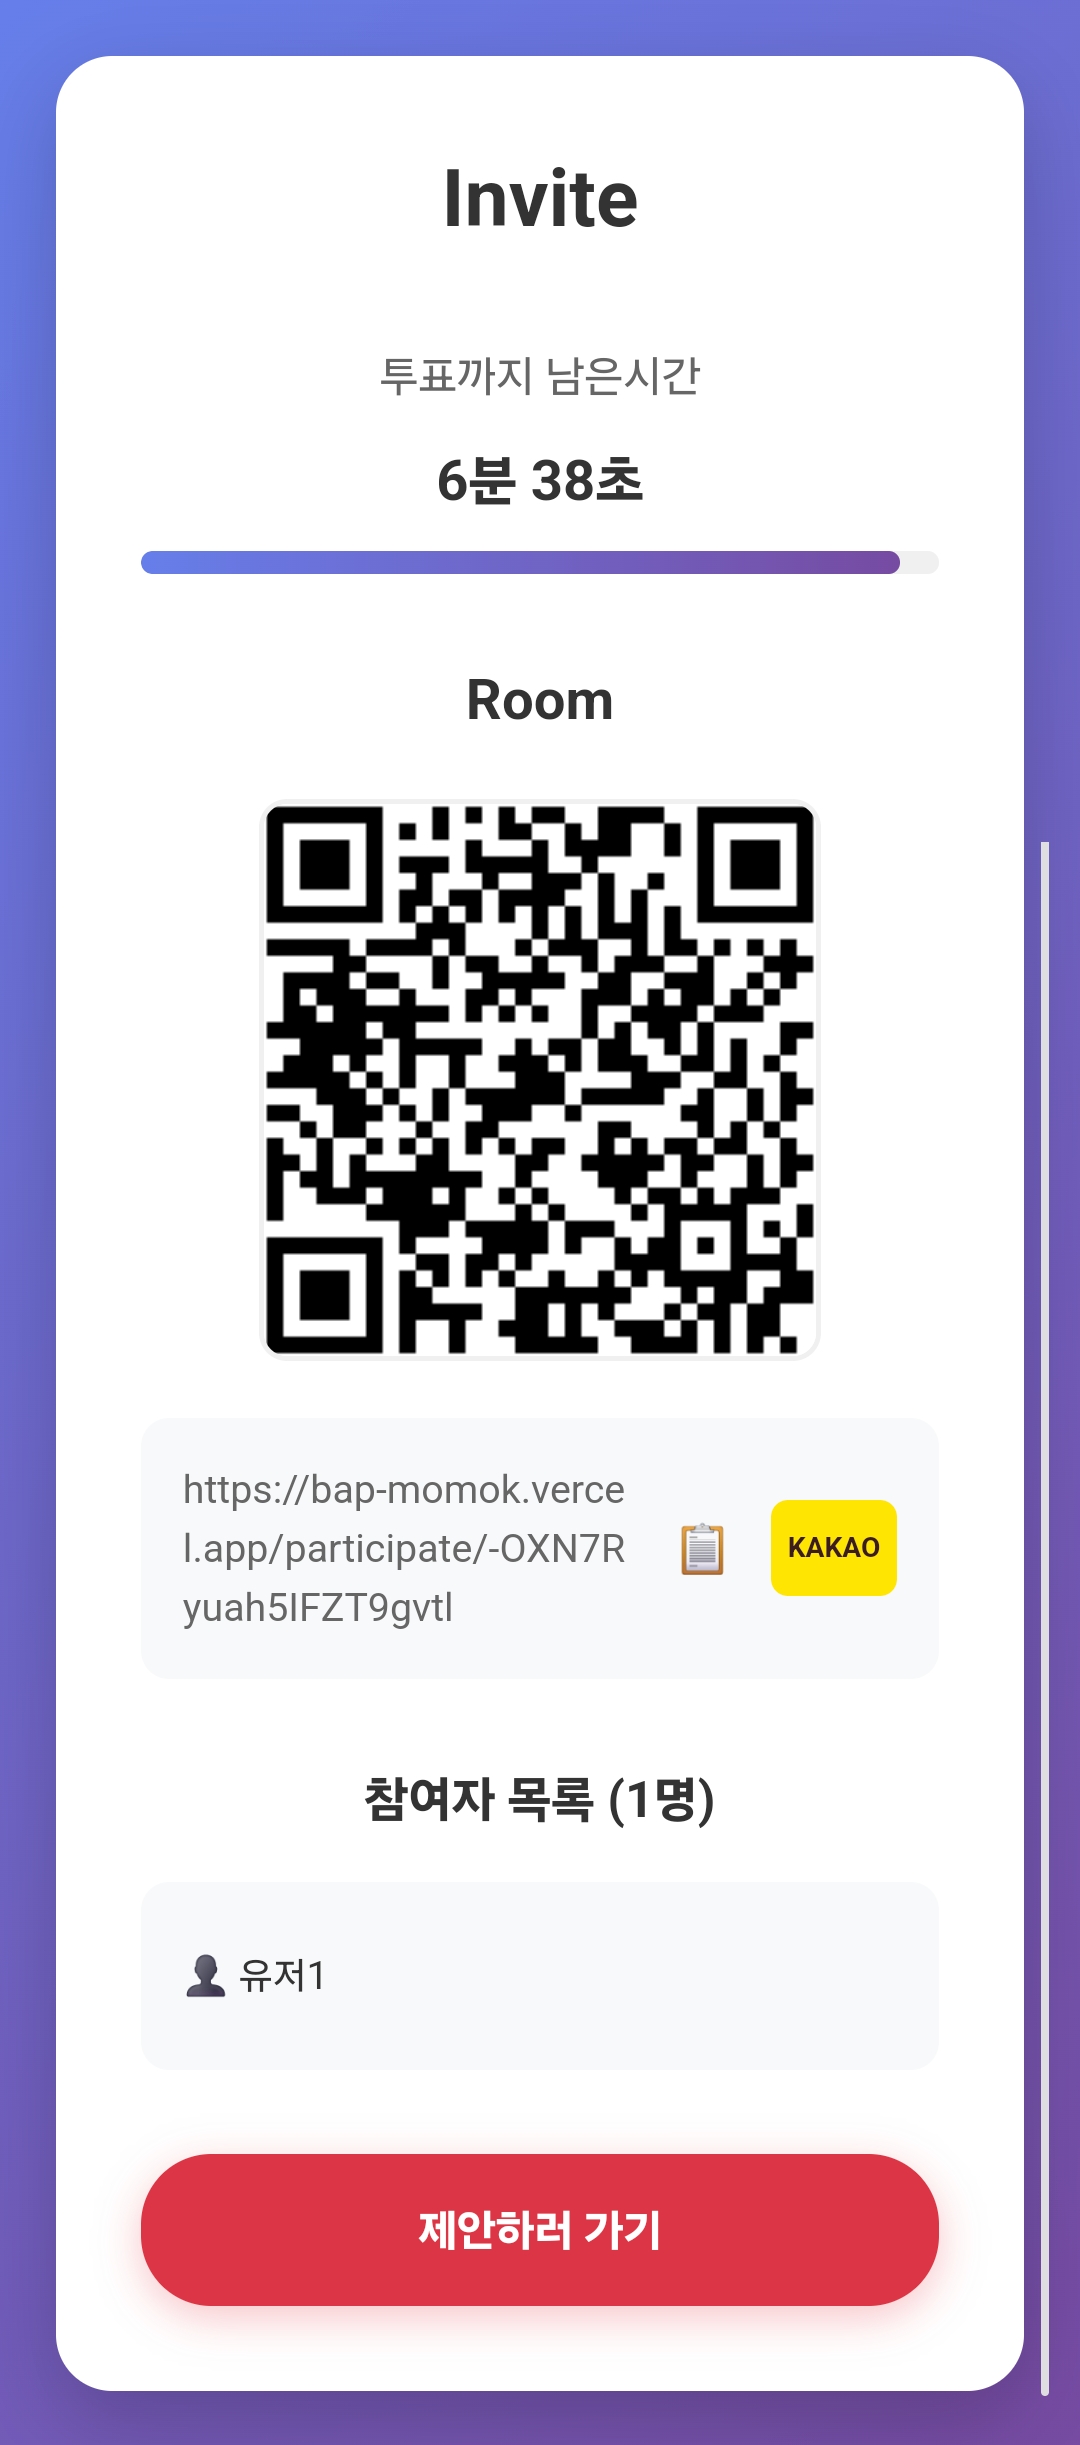 Invite
투표까지 남은시간
6분 38초
Room
https://bap-momok.verce
l.app/participate/-OXN7R
yuah5IFZT9gvtl
KAKAO
참여자 목록 (1명)
유저1
제안하러 가기